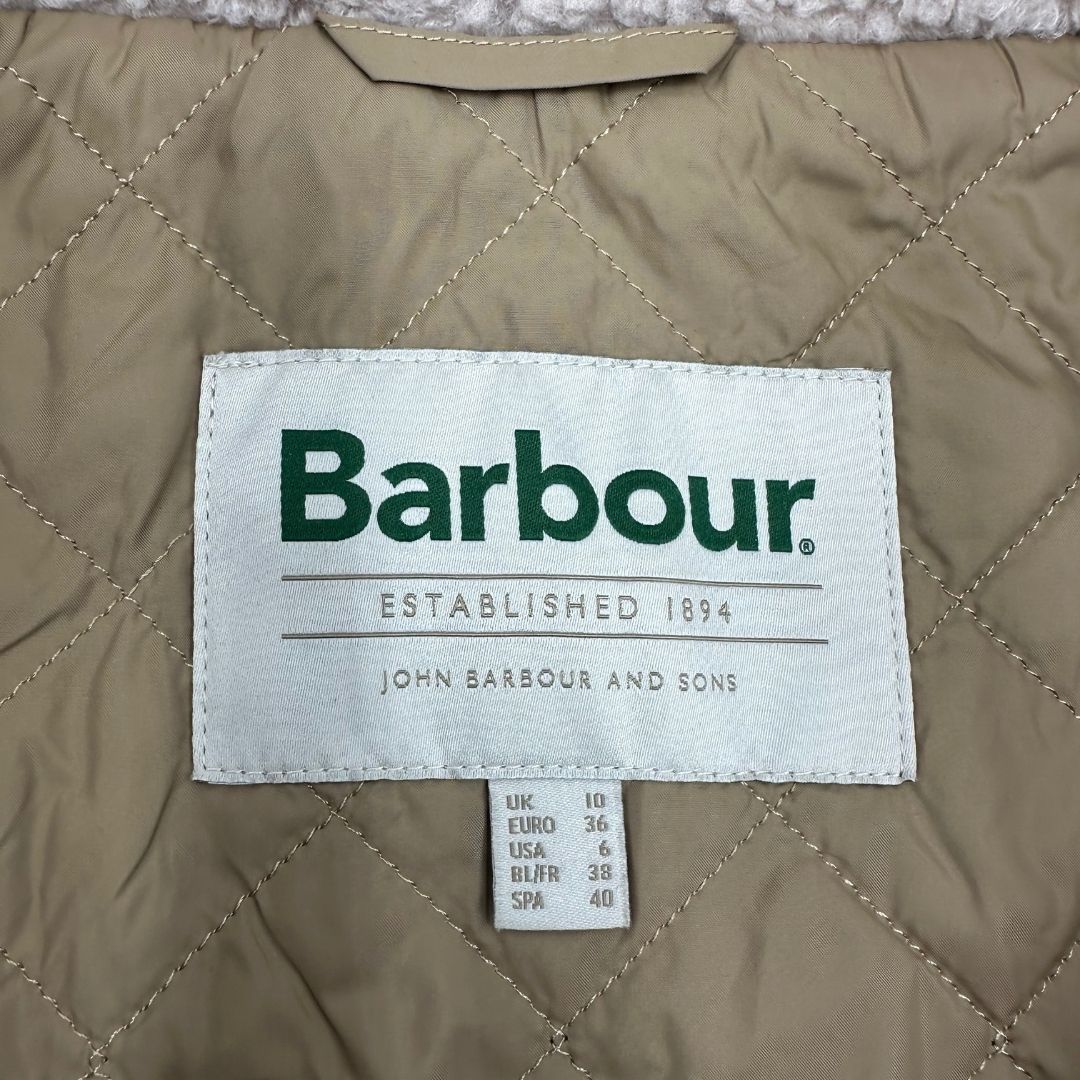 Barbour®
ESTABLISHED 1894
JOHN BARBOUR AND SONS
UK 10
EURO 36
USA 6
BL/FR 38
SPA 40